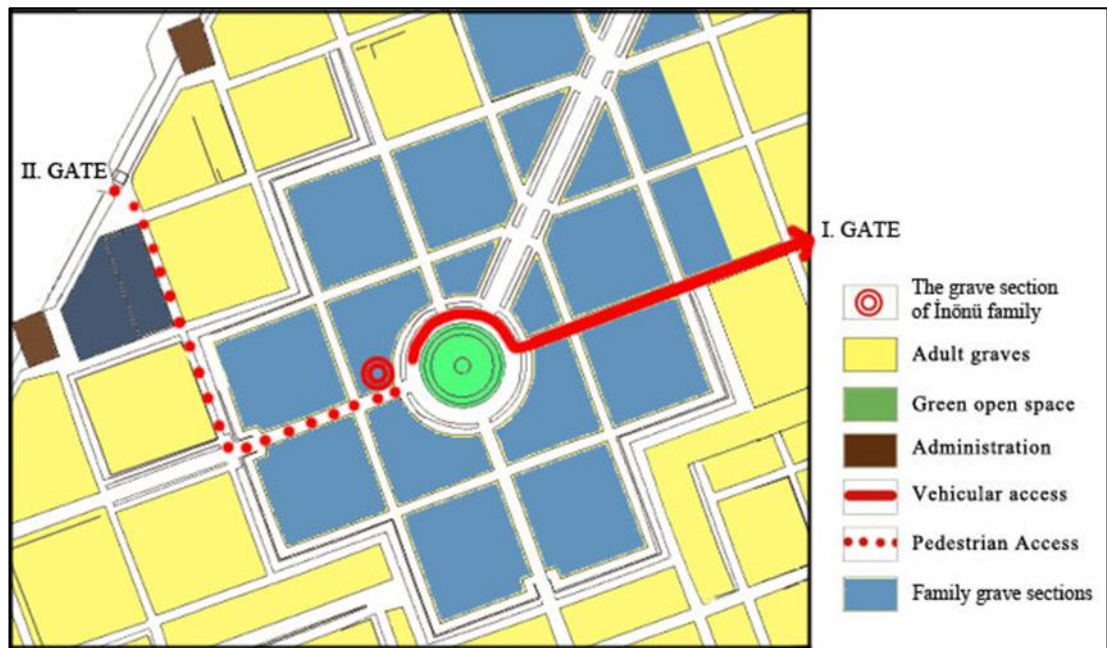 II. GATE
I. GATE
The grave section
of İnönü family
Adult graves
Green open space
Administration
Vehicular access
Pedestrian Access
Family grave sections